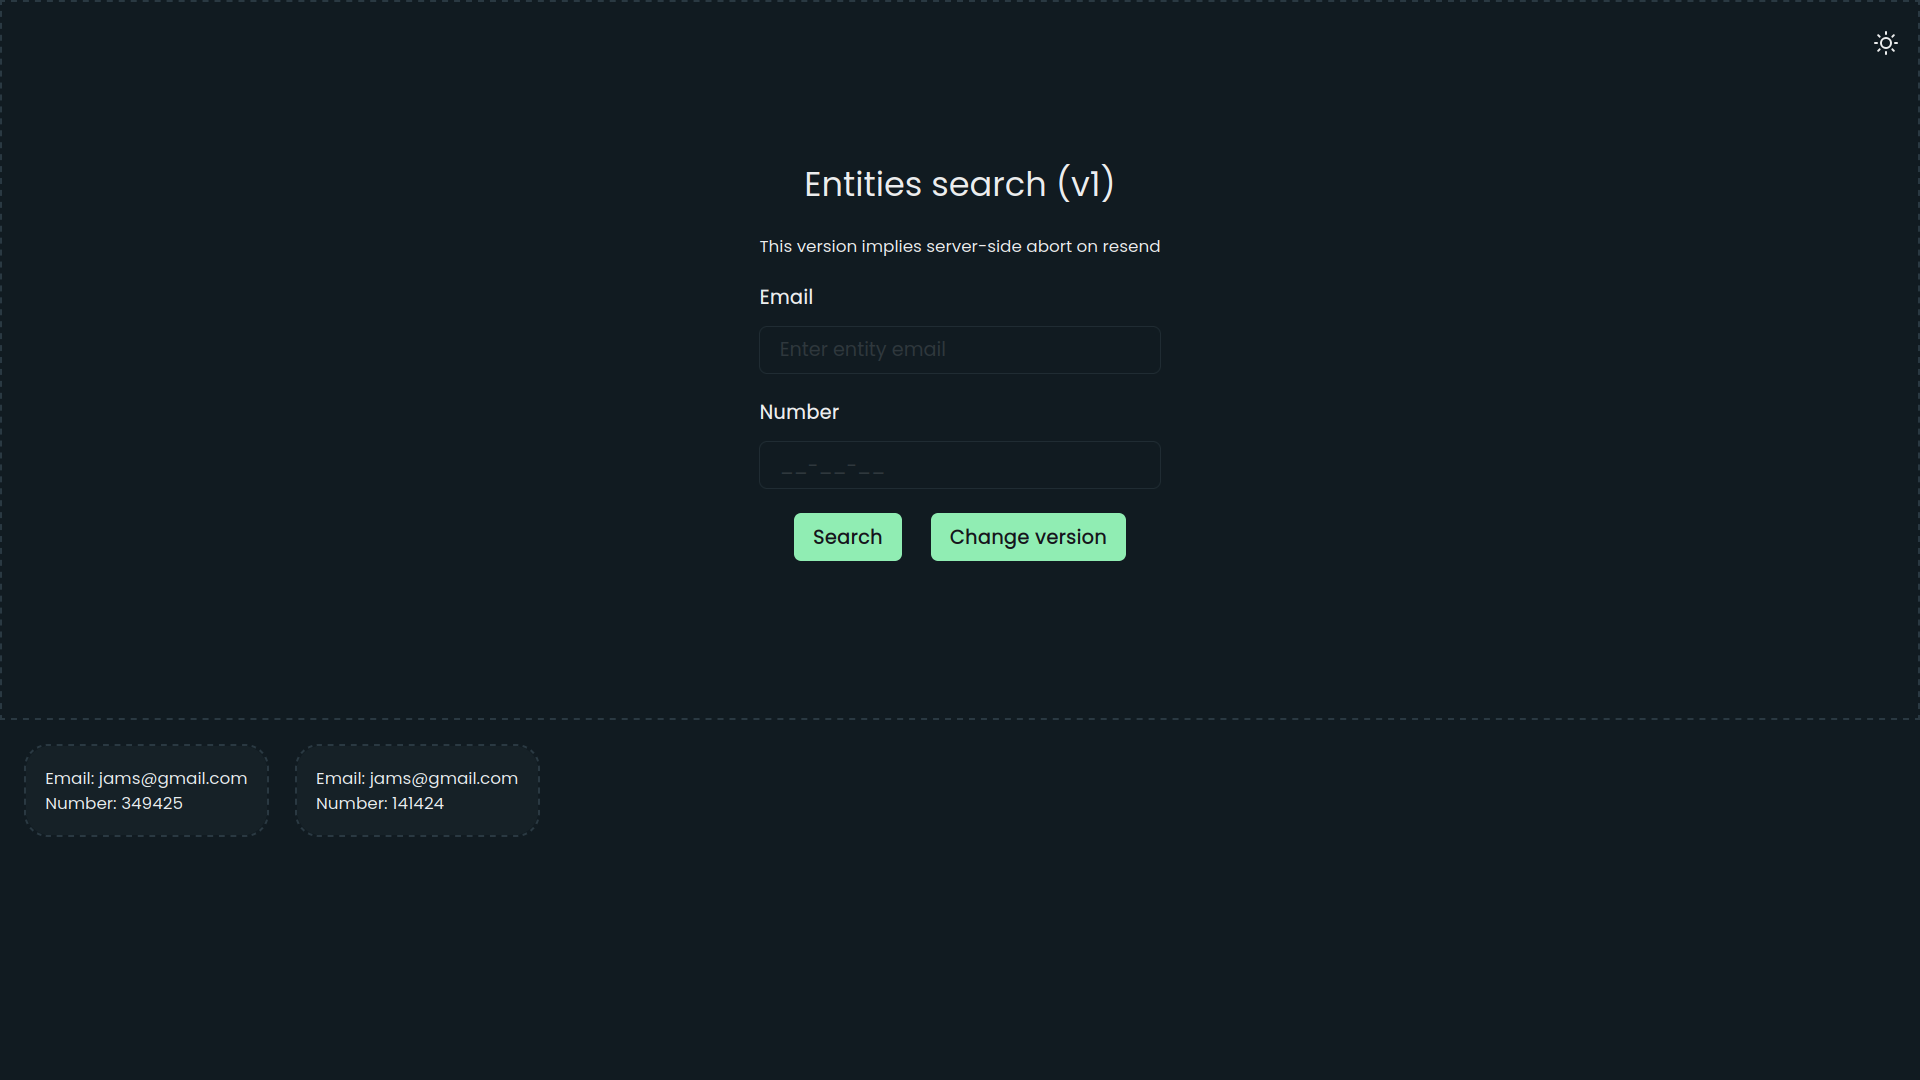 Entities search (v1)
This version implies server-side abort on resend
Email
Enter entity email
Number
__-__-__
Search
Change version
Email: jams@gmail.com
Number: 349425
Email: jams@gmail.com
Number: 141424